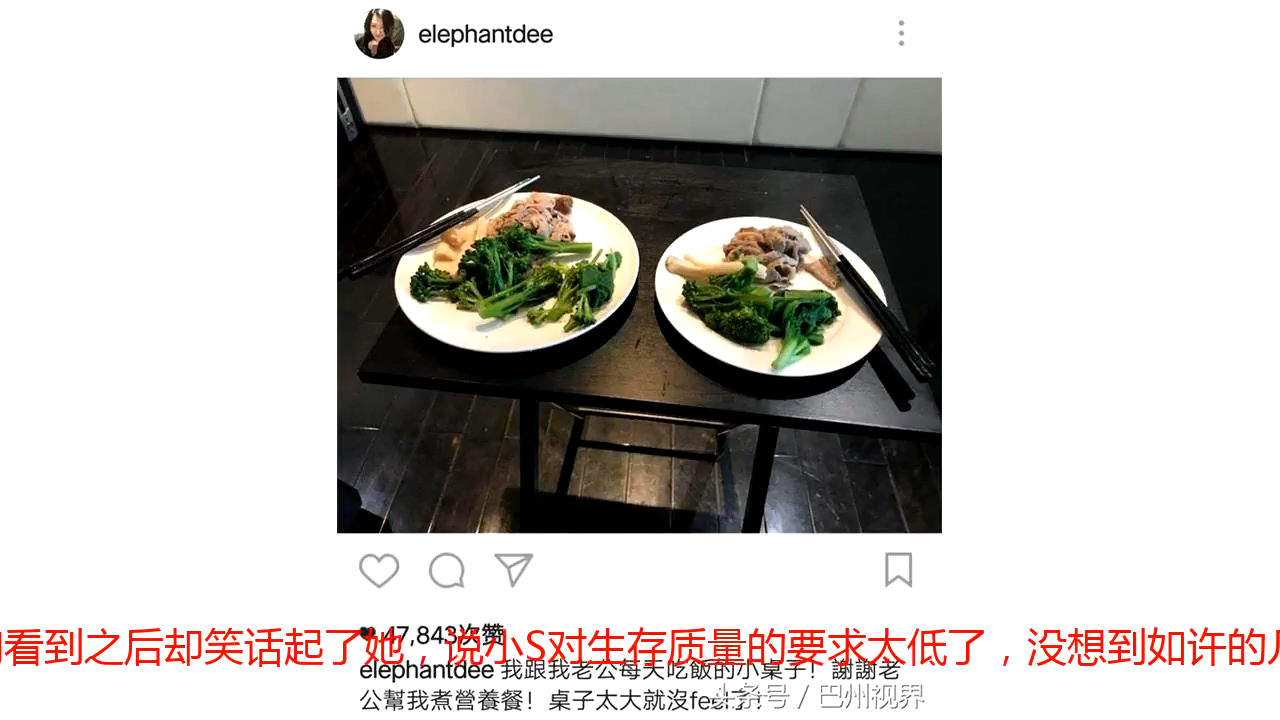 elephantdee
47,843次赞
看到之后却笑话起了她，说小S对生存质量的要求太低了，没想到如许的
elephantdee 我跟我老公每天吃飯的小桌子！謝謝老
公幫我煮營養餐！桌子太大就沒feel了！
头条号 / 巴州视界